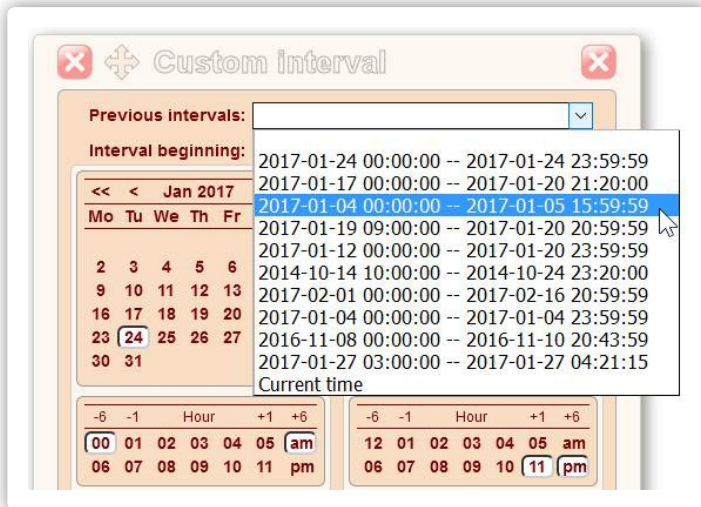 Custom interval
Previous intervals:
Interval beginning:
2017-01-24 00:00:00 -- 2017-01-24 23:59:59
2017-01-17 00:00:00 -- 2017-01-20 21:20:00
2017-01-04 00:00:00 -- 2017-01-05 15:59:59
2017-01-19 09:00:00 -- 2017-01-20 20:59:59
2017-01-12 00:00:00 -- 2017-01-20 23:59:59
2014-10-14 10:00:00 -- 2014-10-24 23:20:00
2017-02-01 00:00:00 -- 2017-02-16 20:59:59
2017-01-04 00:00:00 -- 2017-01-04 23:59:59
2016-11-08 00:00:00 -- 2016-11-10 20:43:59
2017-01-27 03:00:00 -- 2017-01-27 04:21:15
Current time
<< < Jan 2017
Mo Tu We Th Fr
2 3 4 5 6
9 10 11 12 13
16 17 18 19 20
23 24 25 26 27
30 31
-6 -1 Hour +1 +6
00 01 02 03 04 05 am
06 07 08 09 10 11 pm
-6 -1 Hour +1 +6
12 01 02 03 04 05 am
06 07 08 09 10 11 pm